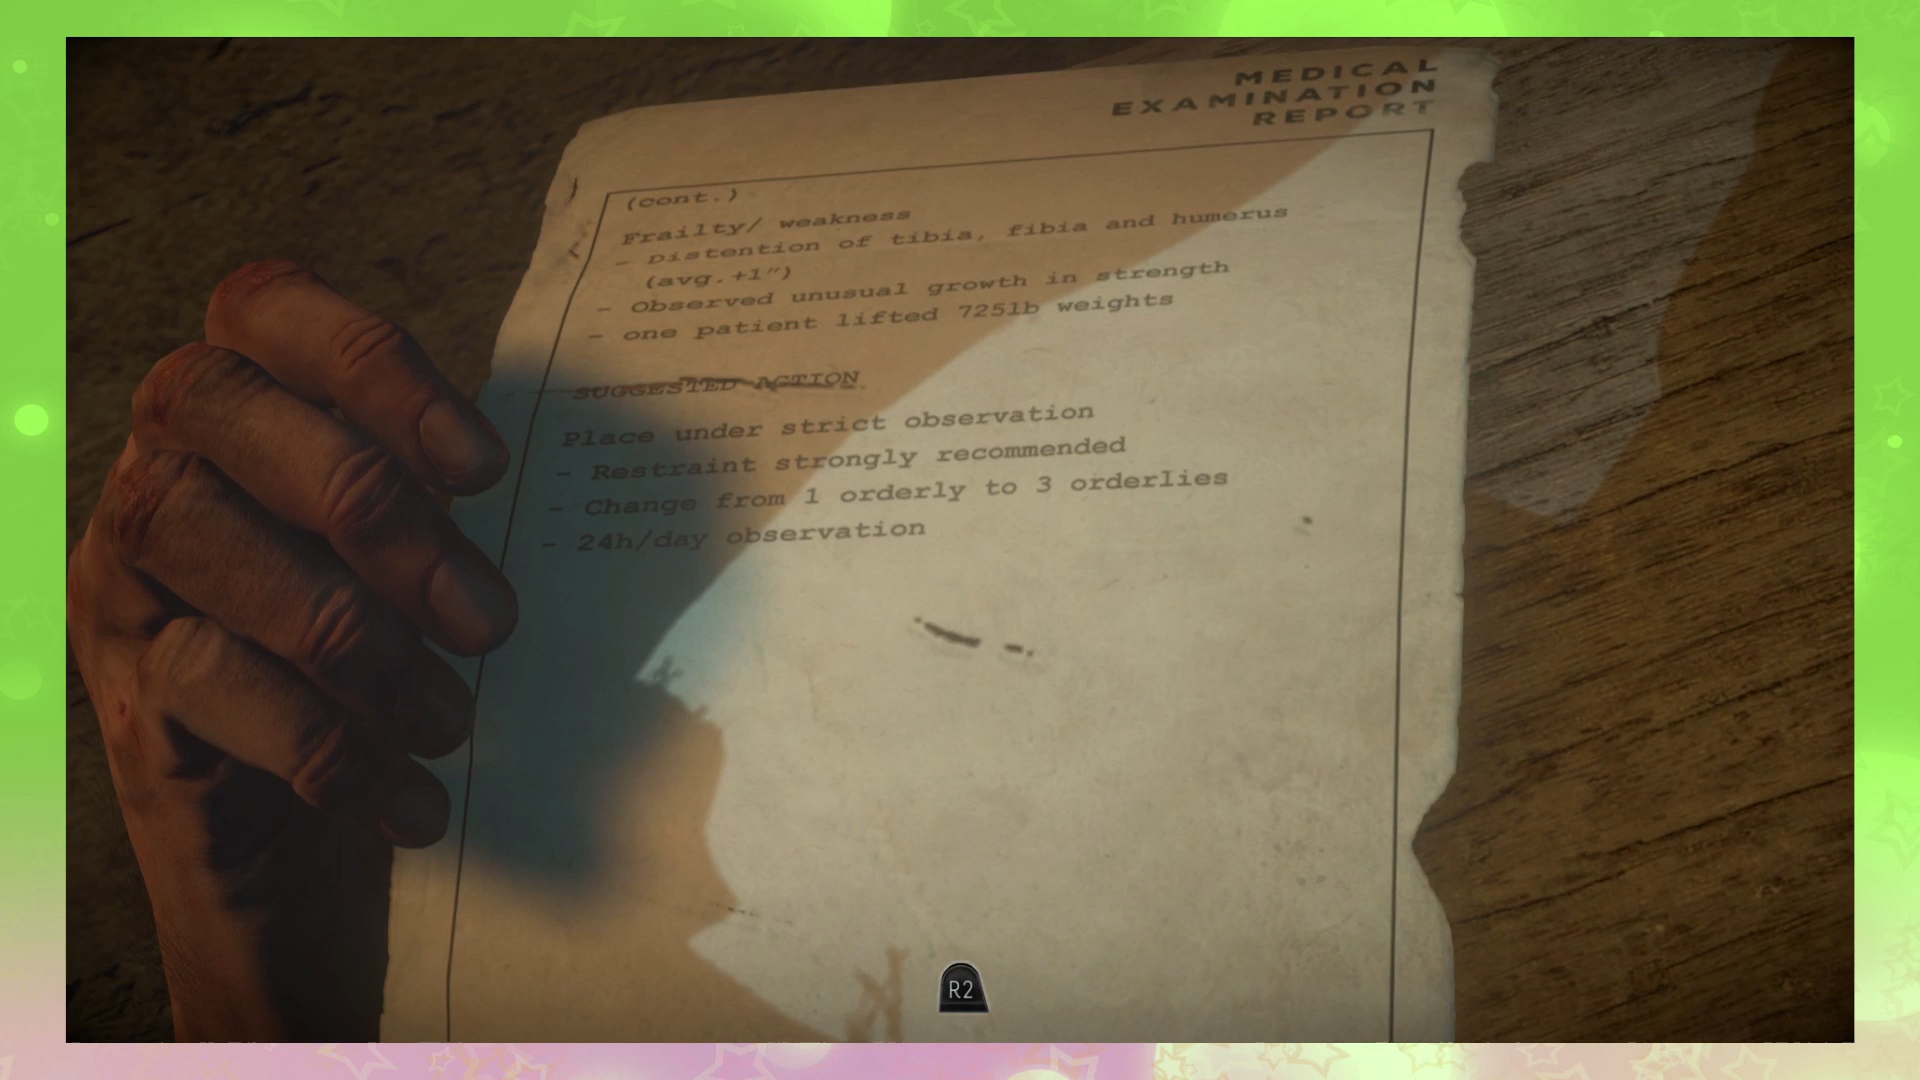 MEDICAL
EXAMINATION
REPORT
(cont.)
Frailty/ weakness
- Distention of tibia, fibia and humerus
(avg.+1")
- Observed unusual growth in strength
- one patient lifted 725lb weights
SUGGESTED ACTION
Place under strict observation
- Restraint strongly recommended
- Change from 1 orderly to 3 orderlies
- 24h/day observation
R2